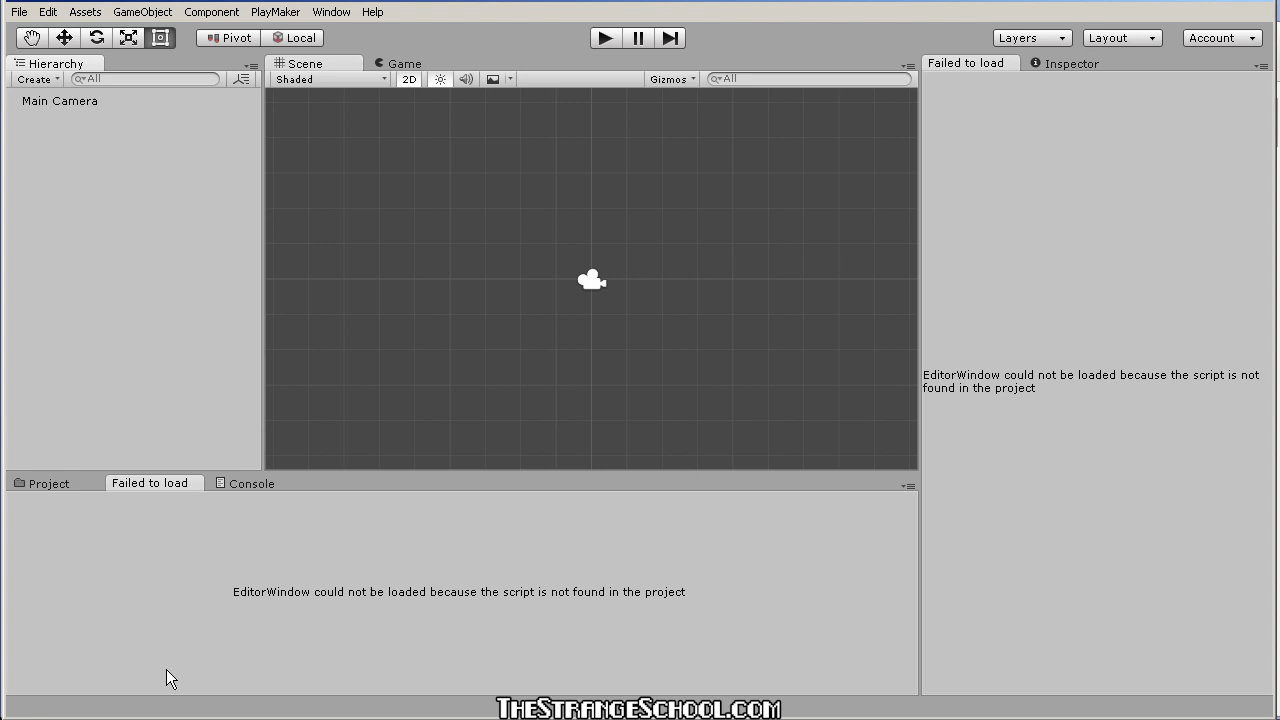 File Edit Assets GameObject Component PlayMaker Window Help
Pivot Local Layers Layout Account
Hierarchy Scene Game Failed to load Inspector
Create All Shaded 2D Gizmos All
Main Camera
EditorWindow could not be loaded because the script is not
found in the project
Project Failed to load Console
EditorWindow could not be loaded because the script is not found in the project
TheStrangeSchool.com